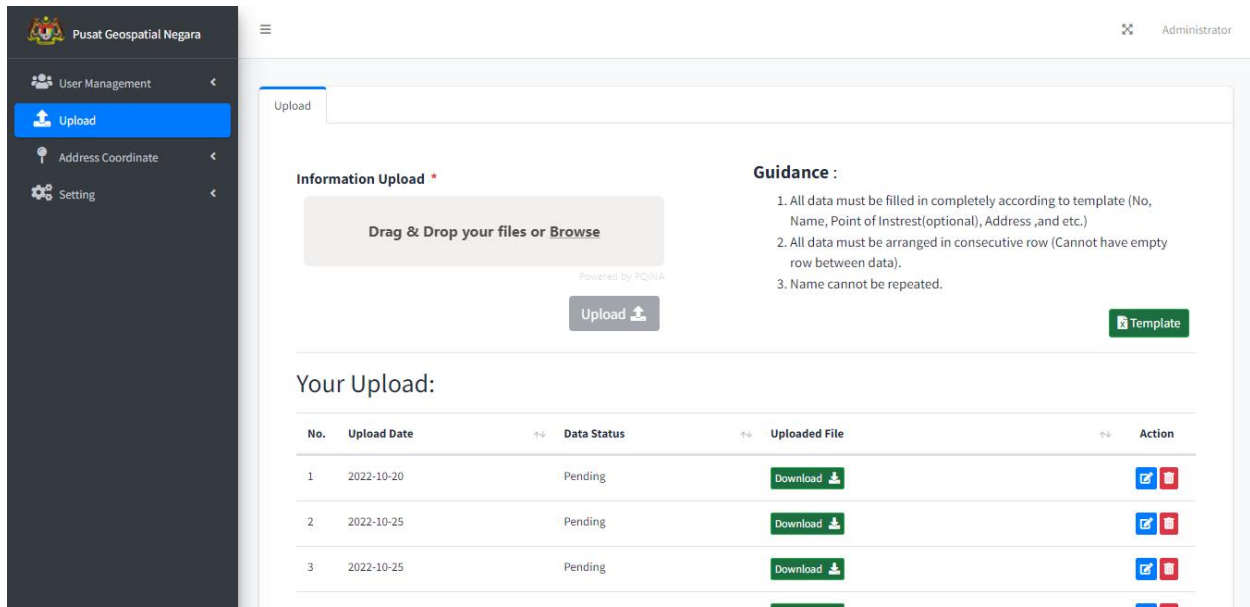 Pusat Geospatial Negara
Administrator
User Management
Upload
Address Coordinate
Setting
Upload
Information Upload *
Drag & Drop your files or Browse
Powered by PQINA
Upload
Guidance :
1. All data must be filled in completely according to template (No,
Name, Point of Instrest(optional), Address ,and etc.)
2. All data must be arranged in consecutive row (Cannot have empty
row between data).
3. Name cannot be repeated.
Template
Your Upload:
No. Upload Date Data Status Uploaded File Action
1 2022-10-20 Pending Download
2 2022-10-25 Pending Download
3 2022-10-25 Pending Download